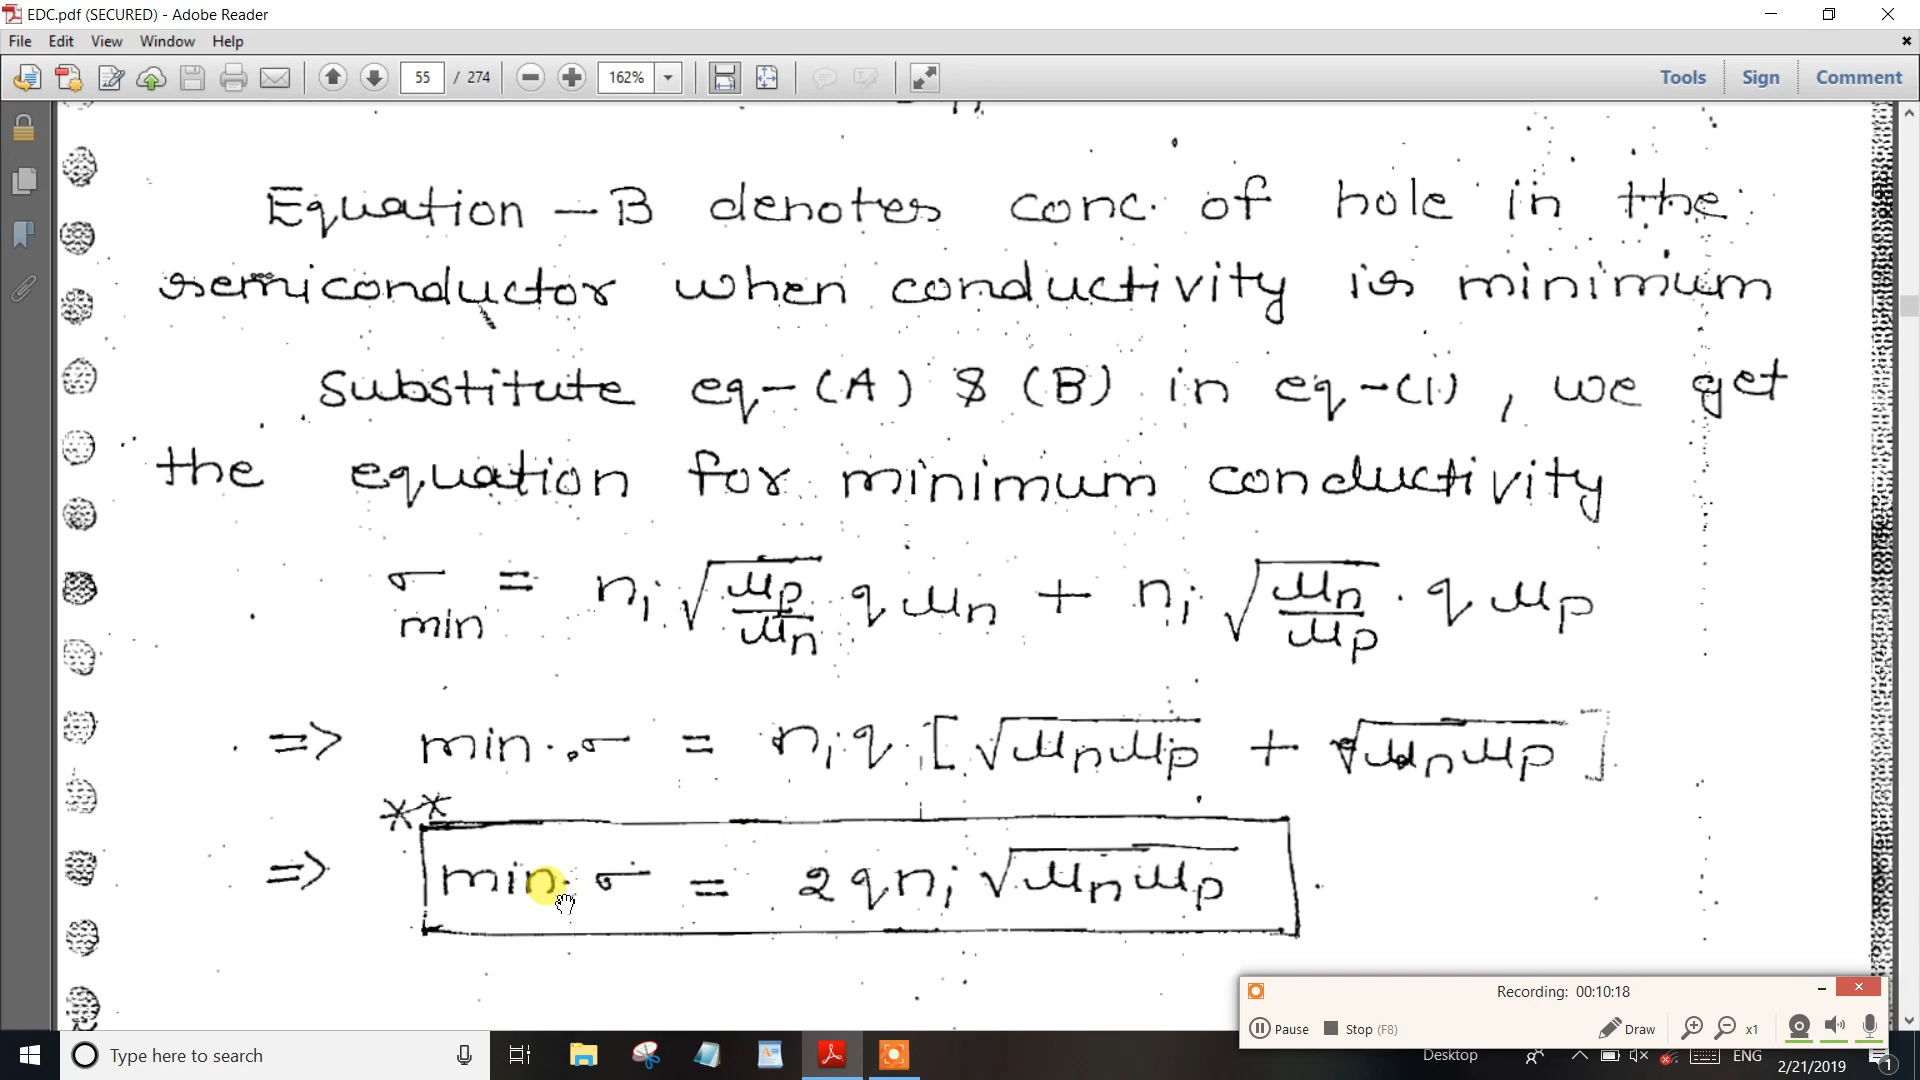 EDC.pdf (SECURED) - Adobe Reader
File Edit View Window Help
55 / 274 162% Tools Sign Comment
Equation - B denotes conc. of hole in the
semiconductor when conductivity is minimum
Substitute eq-(A) & (B) in eq-(1), we get
the equation for minimum conductivity
σmin = ni √(μp/μn) q μn + ni √(μn/μp) . q μp
=> min. σ = ni q [√μnμp + √μnμp]
**
=> min. σ = 2 q ni √μnμp
Recording: 00:10:18
Pause Stop (F8) Draw x1
Type here to search Desktop ENG 2/21/2019 1